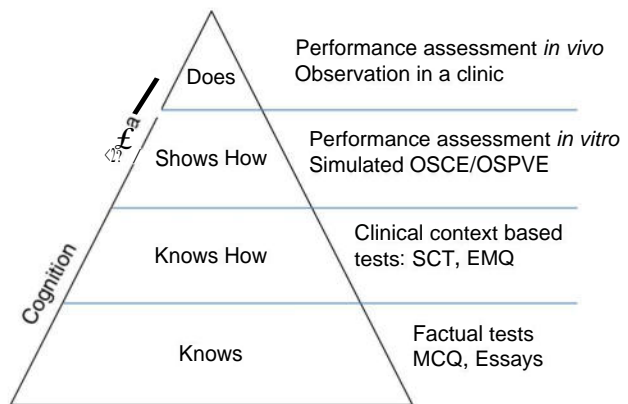 Does
Performance assessment in vivo
Observation in a clinic
Shows How
Performance assessment in vitro
Simulated OSCE/OSPVE
Knows How
Clinical context based
tests: SCT, EMQ
Cognition
Knows
Factual tests
MCQ, Essays